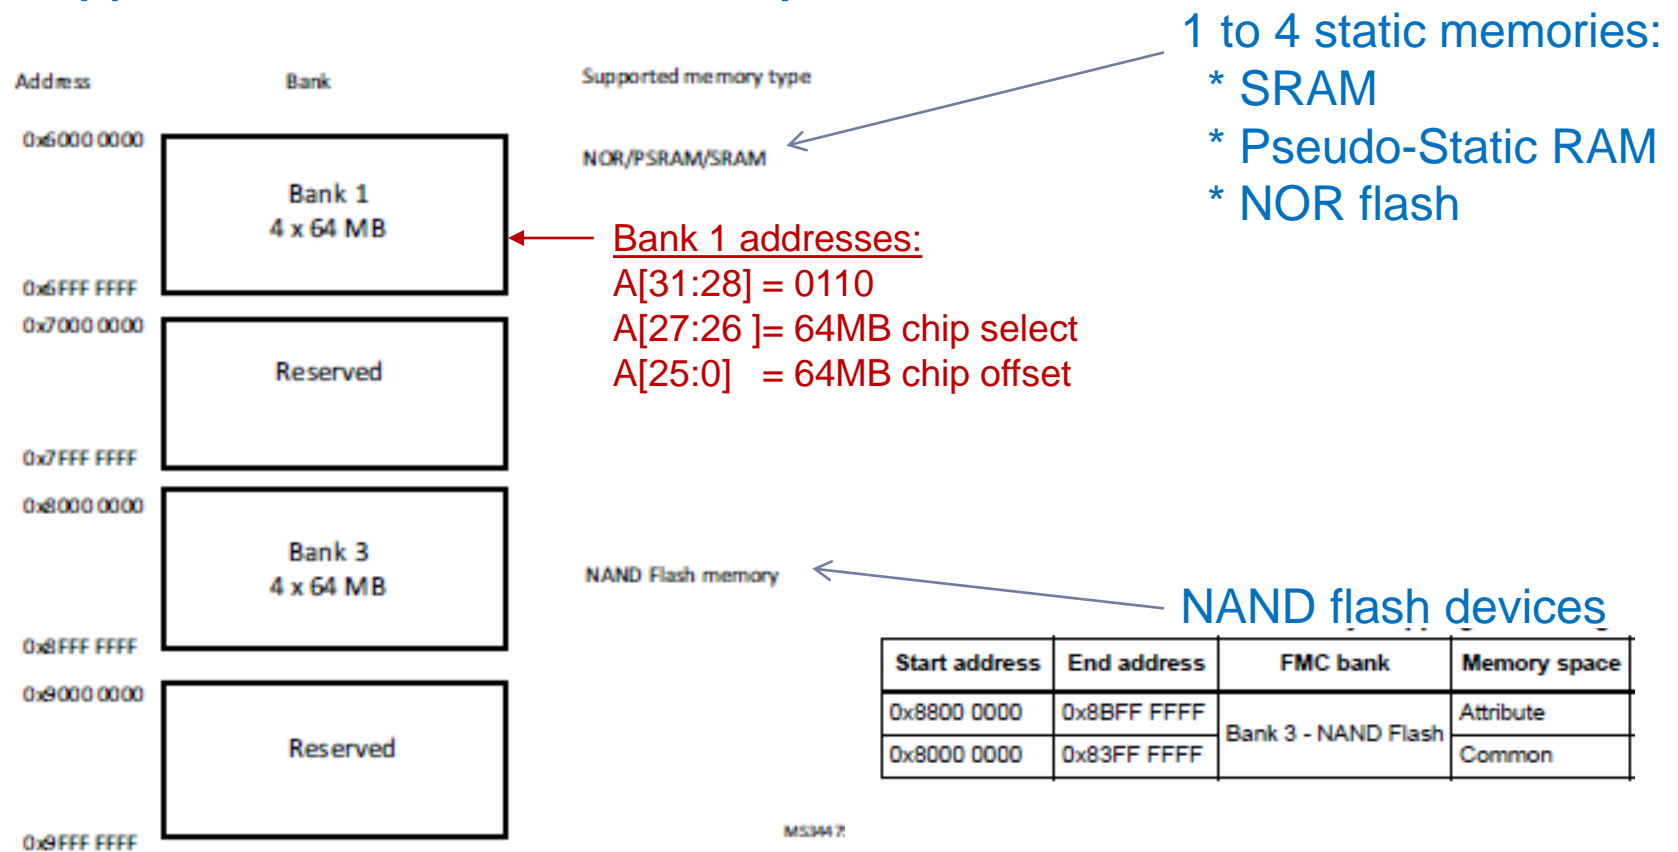 1 to 4 static memories:
* SRAM
* Pseudo-Static RAM
* NOR flash
Address Bank Supported memory type
0x6000 0000
Bank 1
4 x 64 MB
NOR/PSRAM/SRAM
0x6FFF FFFF
Bank 1 addresses:
A[31:28] = 0110
A[27:26 ]= 64MB chip select
A[25:0] = 64MB chip offset
0x7000 0000
Reserved
0x7FFF FFFF
0x8000 0000
Bank 3
4 x 64 MB
NAND Flash memory
0x8FFF FFFF
NAND flash devices
Start address End address FMC bank Memory space
0x8800 0000 0x8BFF FFFF Bank 3 - NAND Flash Attribute
0x8000 0000 0x83FF FFFF Common
0x9000 0000
Reserved
0x9FFF FFFF